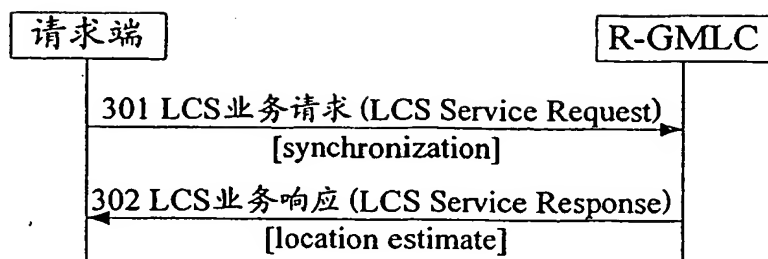 请求端
R-GMLC
301 LCS业务请求(LCS Service Request)
[synchronization]
302 LCS业务响应(LCS Service Response)
[location estimate]